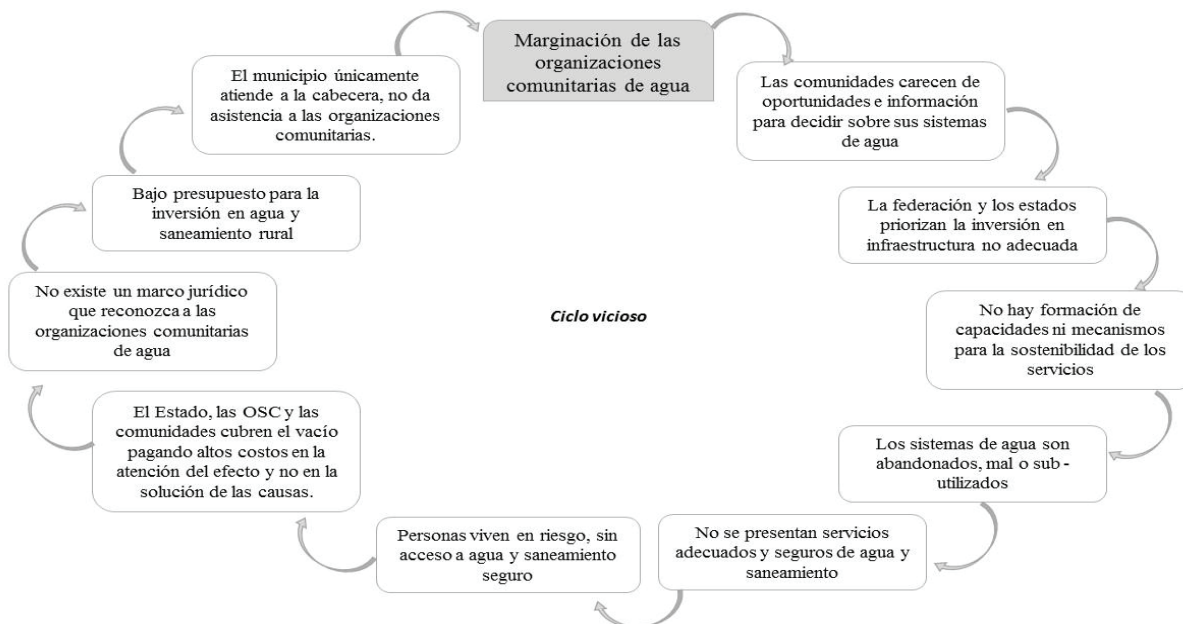 Marginación de las
organizaciones
comunitarias de agua
Las comunidades carecen de
oportunidades e información
para decidir sobre sus sistemas
de agua
La federación y los estados
priorizan la inversión en
infraestructura no adecuada
No hay formación de
capacidades ni mecanismos
para la sostenibilidad de los
servicios
Los sistemas de agua son
abandonados, mal o sub -
utilizados
No se presentan servicios
adecuados y seguros de agua y
saneamiento
Personas viven en riesgo, sin
acceso a agua y saneamiento
seguro
El Estado, las OSC y las
comunidades cubren el vacío
pagando altos costos en la
atención del efecto y no en la
solución de las causas.
No existe un marco jurídico
que reconozca a las
organizaciones comunitarias
de agua
Bajo presupuesto para la
inversión en agua y
saneamiento rural
El municipio únicamente
atiende a la cabecera, no da
asistencia a las organizaciones
comunitarias.
Ciclo vicioso